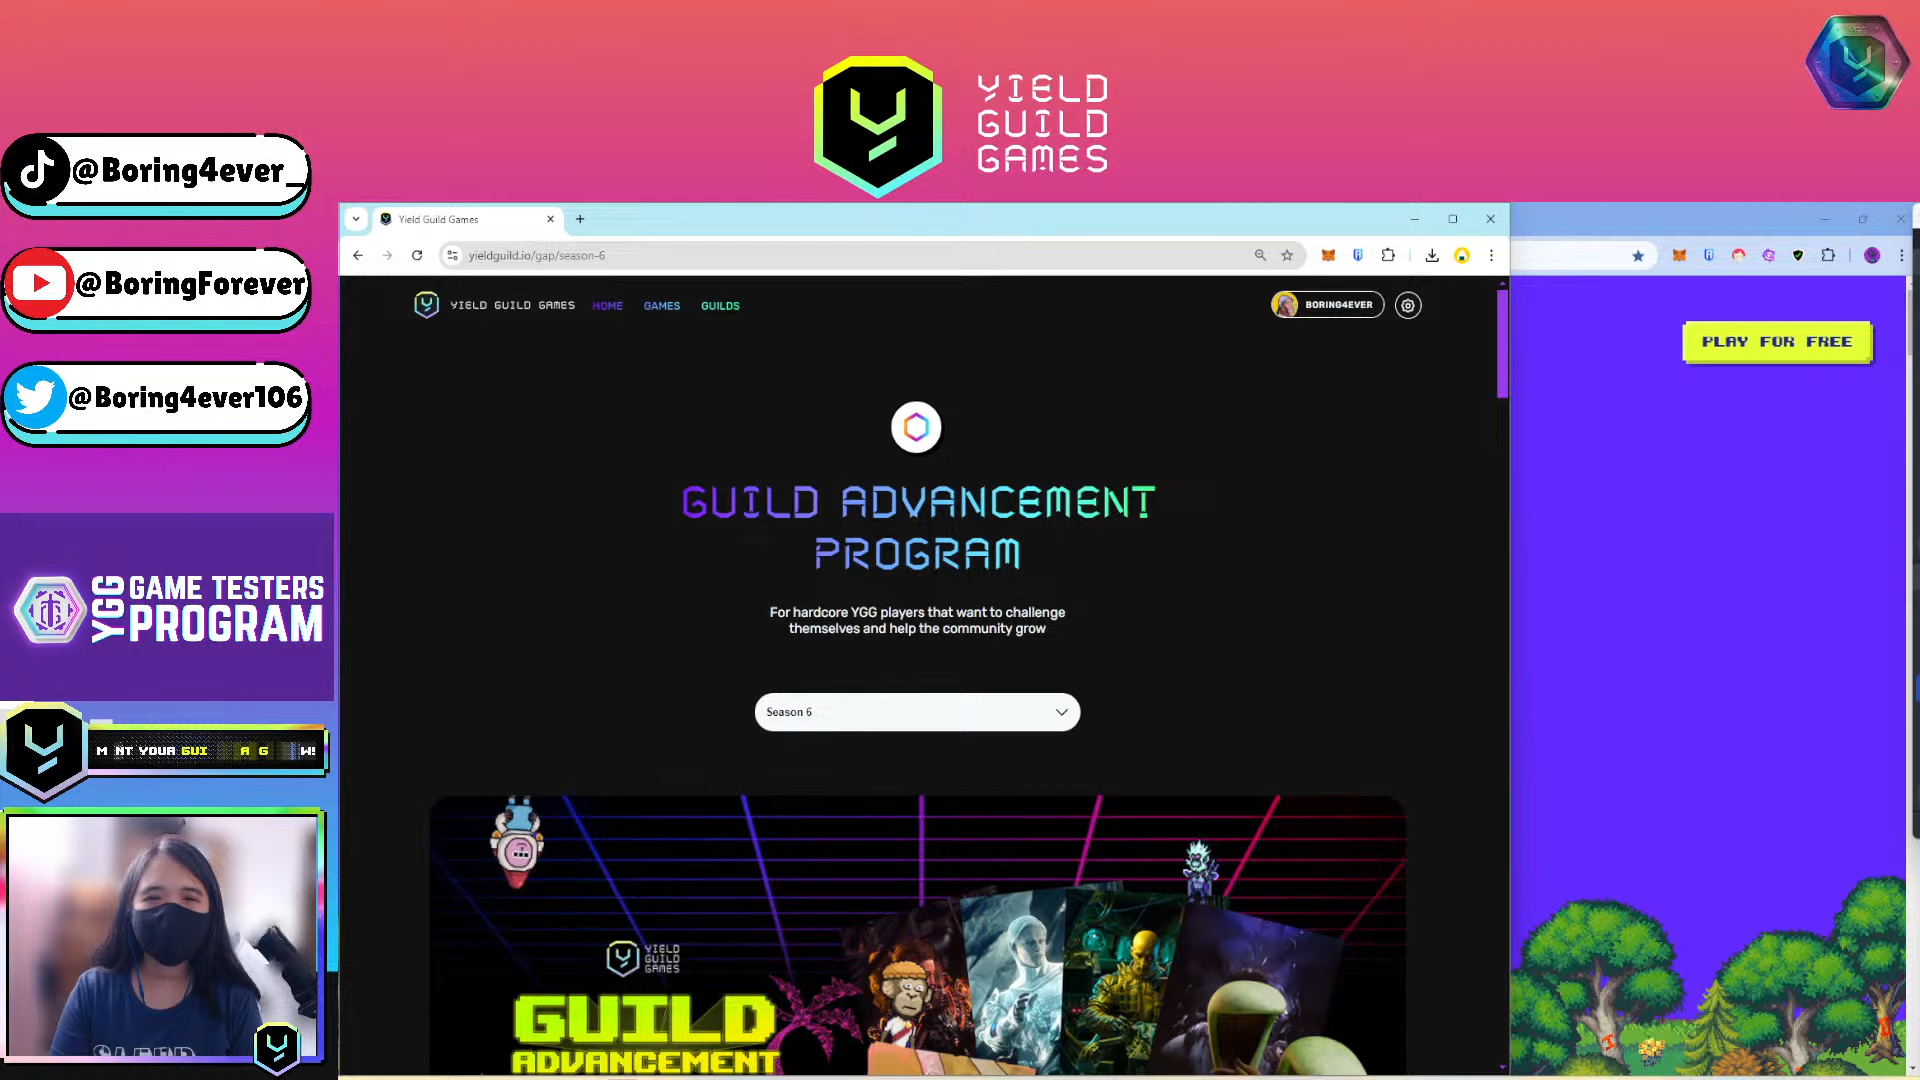 YIELD
GUILD
GAMES
@Boring4ever_
@BoringForever
@Boring4ever106
YGG GAME TESTERS
PROGRAM
Yield Guild Games
yieldguild.io/gap/season-6
YIELD GUILD GAMES HOME GAMES GUILDS
BORING4EVER
PLAY FOR FREE
GUILD ADVANCEMENT
PROGRAM
For hardcore YGG players that want to challenge
themselves and help the community grow
Season 6
YIELD
GUILD
GAMES
GUILD
ADVANCEMENT